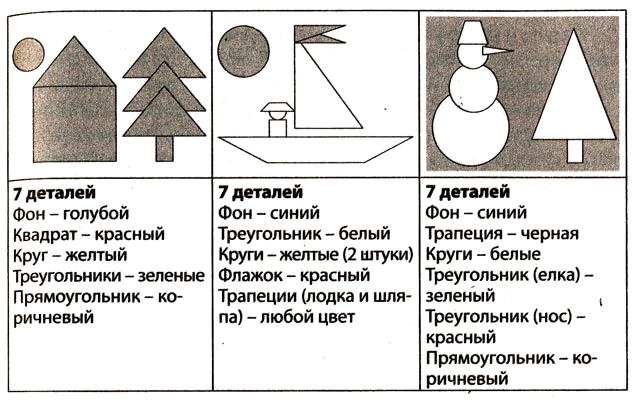 7 деталей
Фон – голубой
Квадрат – красный
Круг – желтый
Треугольники – зеленые
Прямоугольник – ко-
ричневый
7 деталей
Фон – синий
Треугольник – белый
Круги – желтые (2 штуки)
Флажок – красный
Трапеции (лодка и шля-
па) – любой цвет
7 деталей
Фон – синий
Трапеция – черная
Круги – белые
Треугольник (елка) –
зеленый
Треугольник (нос) –
красный
Прямоугольник – ко-
ричневый